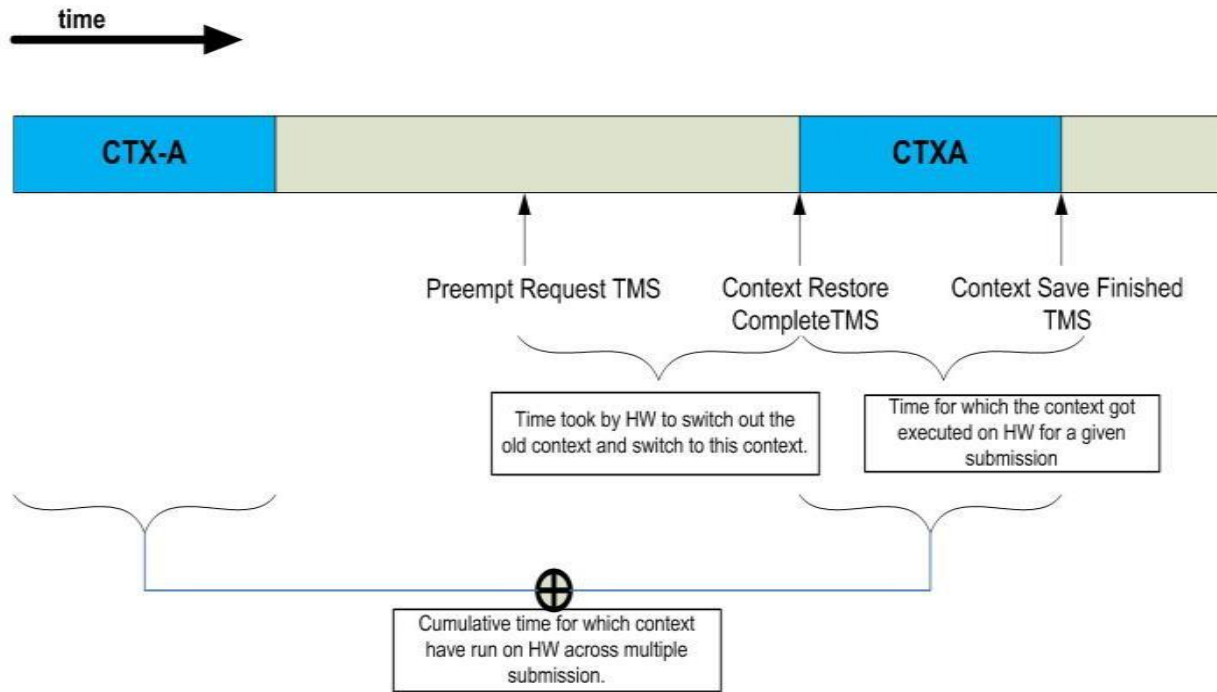 time
CTX-A
CTXA
Preempt Request TMS
Context Restore
CompleteTMS
Context Save Finished
TMS
Time took by HW to switch out the
old context and switch to this context.
Time for which the context got
executed on HW for a given
submission
Cumulative time for which context
have run on HW across multiple
submission.